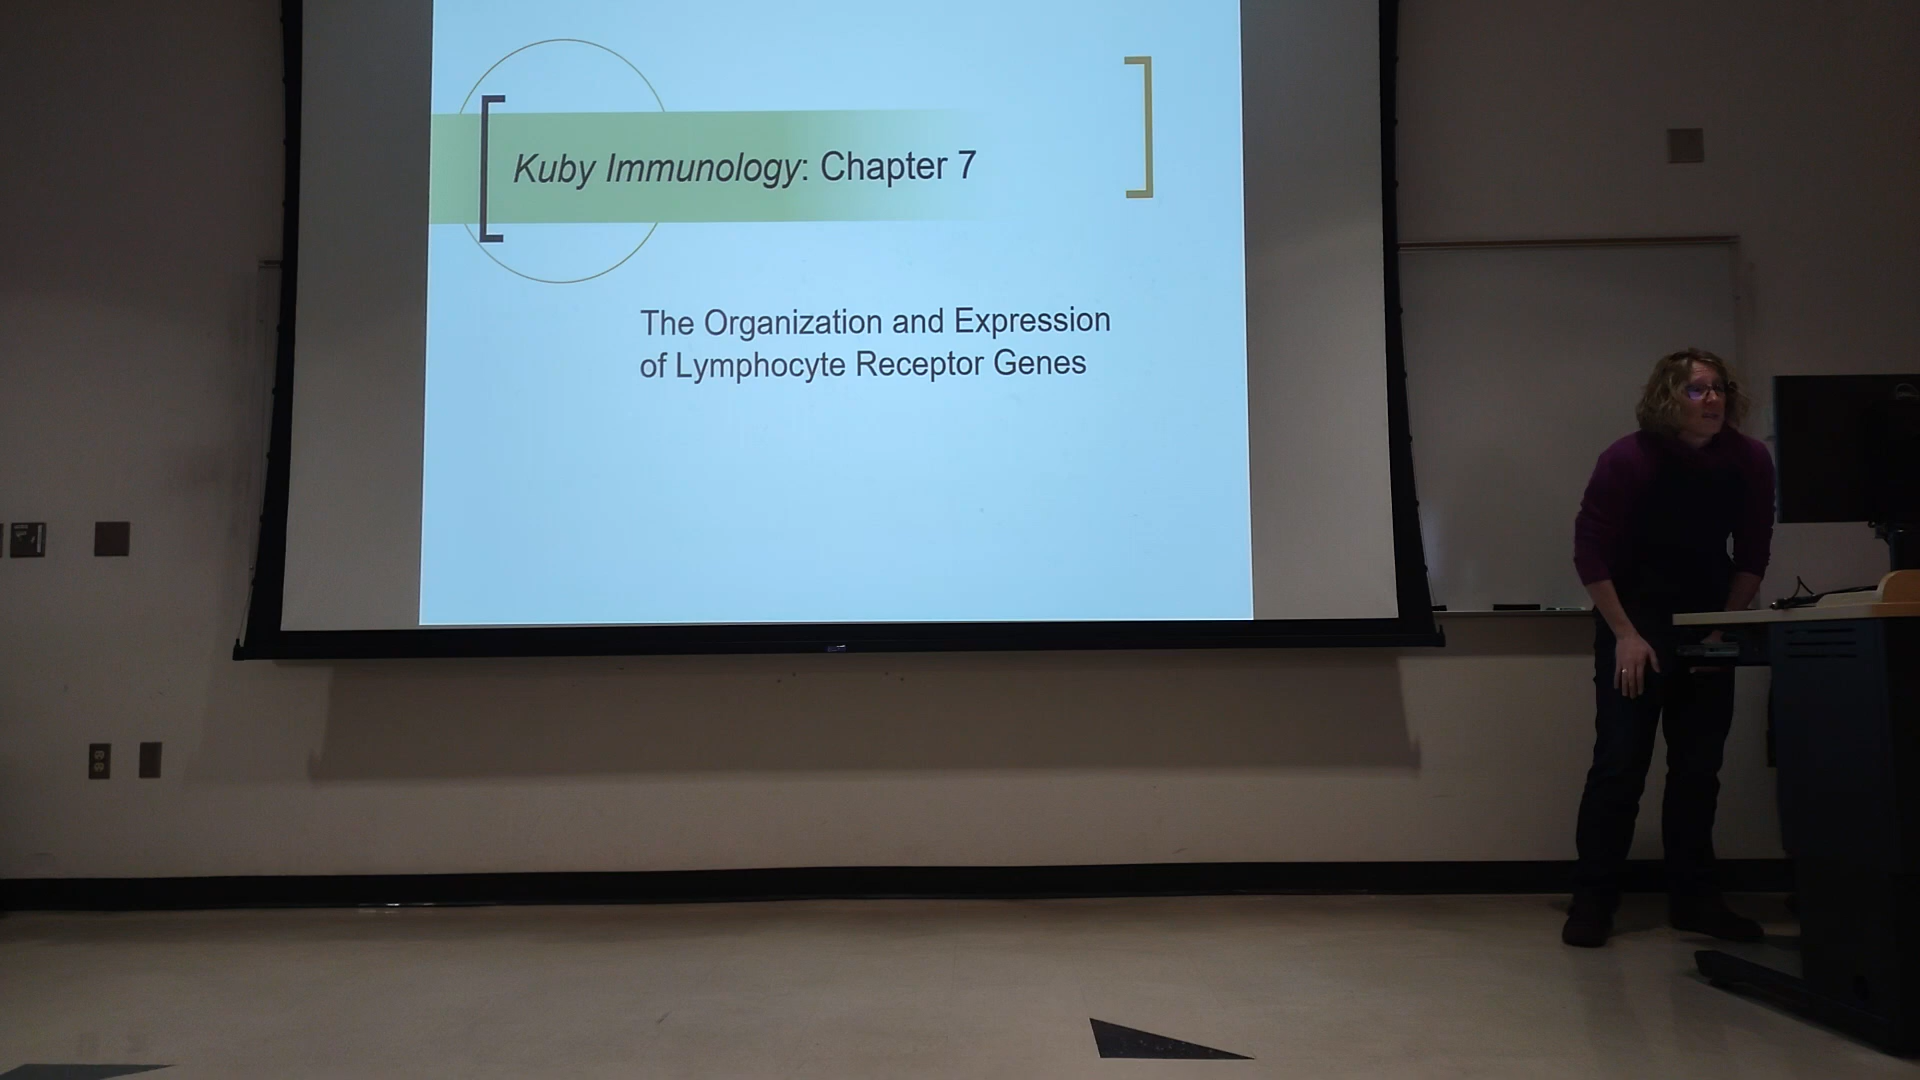 Kuby Immunology: Chapter 7
The Organization and Expression
of Lymphocyte Receptor Genes